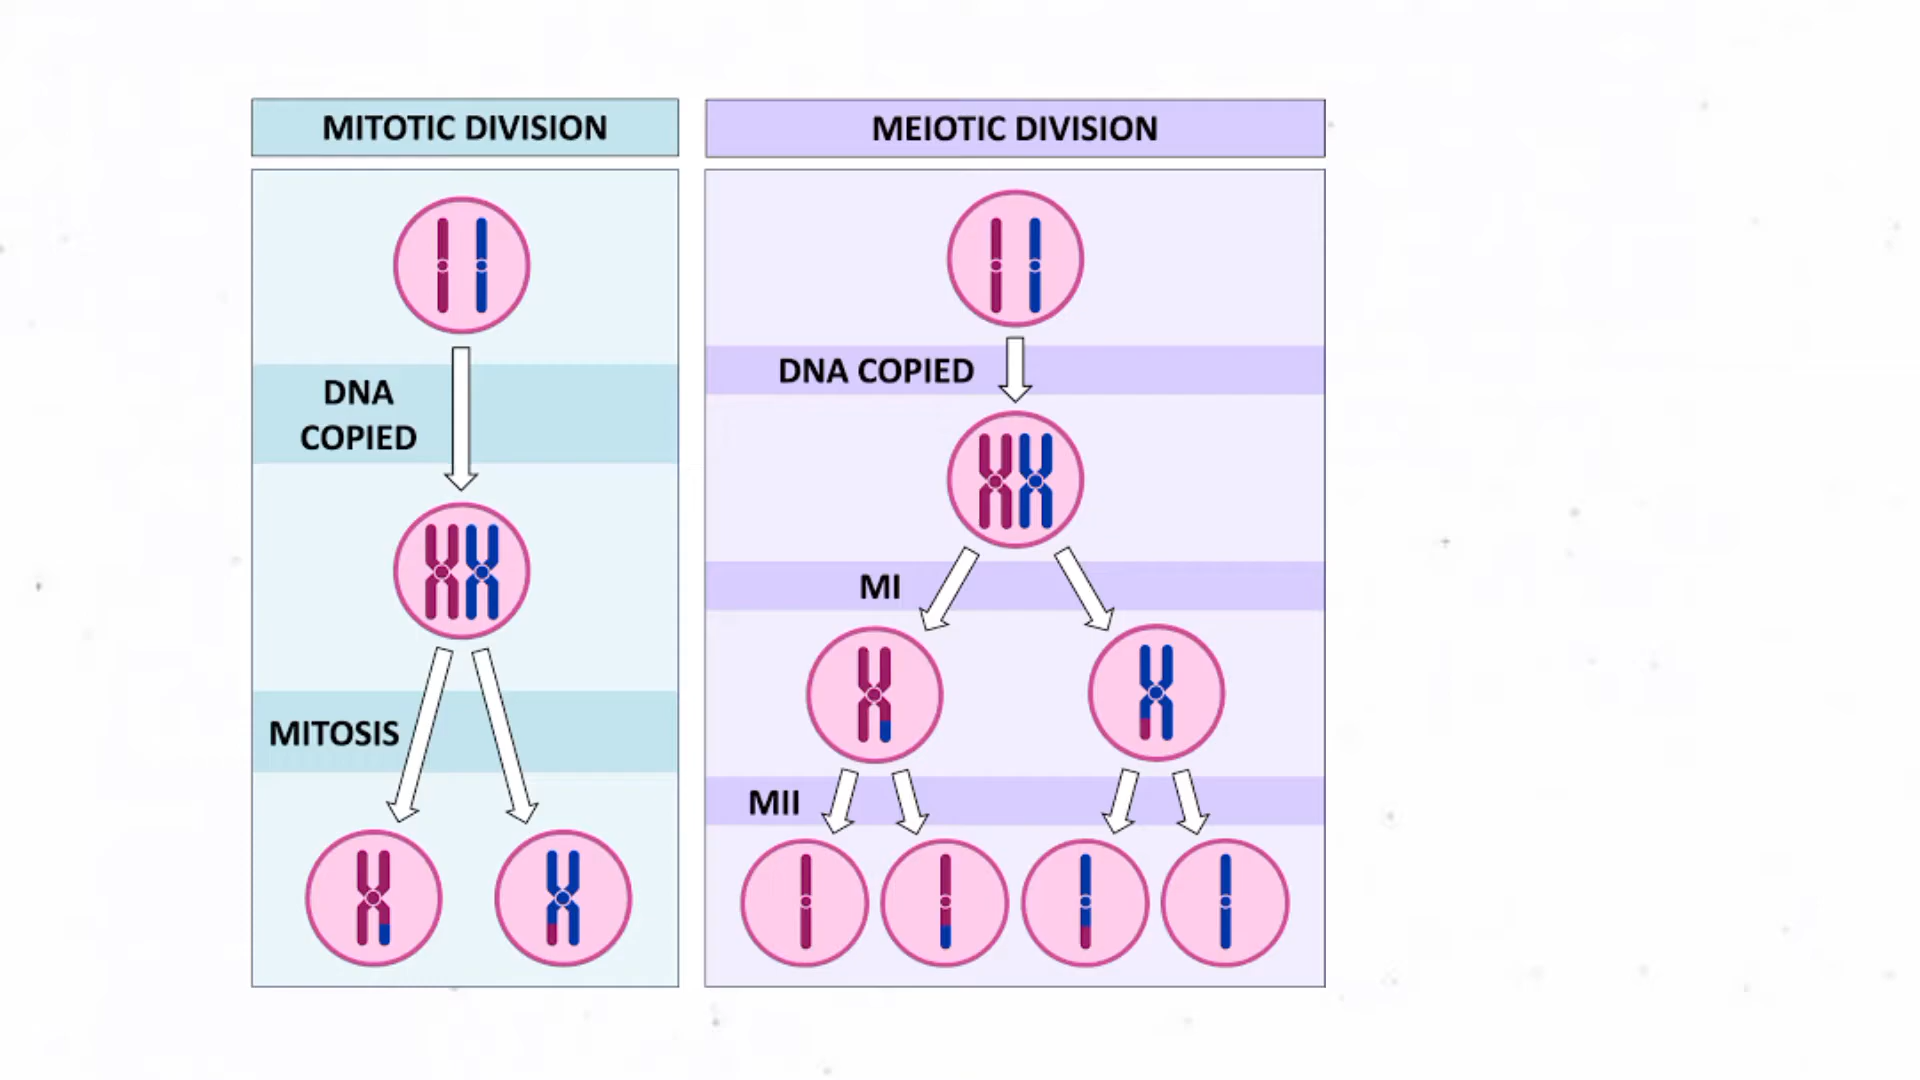 MITOTIC DIVISION
DNA
COPIED
MITOSIS
MEIOTIC DIVISION
DNA COPIED
MI
MII